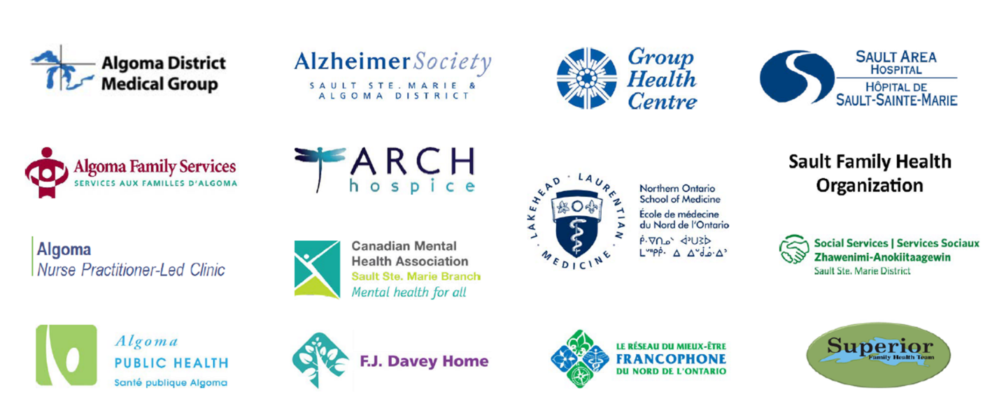 Algoma District
Medical Group
Alzheimer Society
SAULT STE. MARIE &
ALGOMA DISTRICT
Group
Health
Centre
SAULT AREA
HOSPITAL
HÔPITAL DE
SAULT-SAINTE-MARIE
Algoma Family Services
SERVICES AUX FAMILLES D'ALGOMA
ARCH
hospice
LAKEHEAD · LAURENTIAN · MEDICINE ·
Northern Ontario
School of Medicine
École de médecine
du Nord de l'Ontario
Sault Family Health
Organization
Algoma
Nurse Practitioner-Led Clinic
Canadian Mental
Health Association
Sault Ste. Marie Branch
Mental health for all
Social Services | Services Sociaux
Zhawenimi-Anokiitaagewin
Sault Ste. Marie District
Algoma
PUBLIC HEALTH
Santé publique Algoma
F.J. Davey Home
LE RÉSEAU DU MIEUX-ÊTRE
FRANCOPHONE
DU NORD DE L'ONTARIO
Superior
Family Health Team